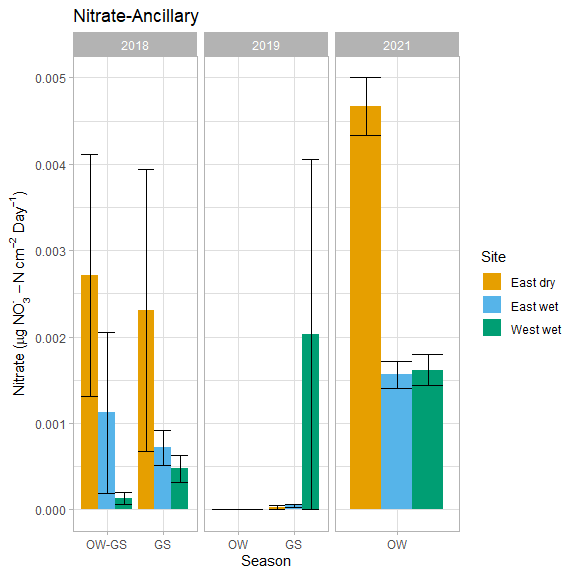 Nitrate-Ancillary
2018 2019 2021
0.005
0.004
0.003
0.002
0.001
0.000
Nitrate (μg NO₃⁻ – N cm⁻² Day⁻¹)
OW-GS GS OW GS OW
Season
Site
East dry
East wet
West wet